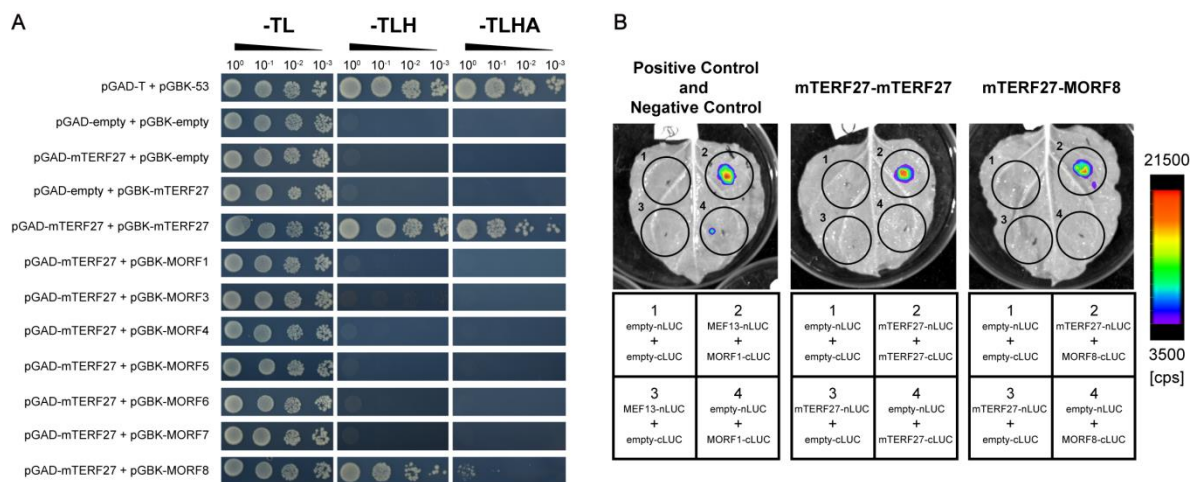 A
-TL -TLH -TLHA
10⁰ 10⁻¹ 10⁻² 10⁻³ 10⁰ 10⁻¹ 10⁻² 10⁻³ 10⁰ 10⁻¹ 10⁻² 10⁻³
pGAD-T + pGBK-53
pGAD-empty + pGBK-empty
pGAD-mTERF27 + pGBK-empty
pGAD-empty + pGBK-mTERF27
pGAD-mTERF27 + pGBK-mTERF27
pGAD-mTERF27 + pGBK-MORF1
pGAD-mTERF27 + pGBK-MORF3
pGAD-mTERF27 + pGBK-MORF4
pGAD-mTERF27 + pGBK-MORF5
pGAD-mTERF27 + pGBK-MORF6
pGAD-mTERF27 + pGBK-MORF7
pGAD-mTERF27 + pGBK-MORF8
B
Positive Control
and
Negative Control
mTERF27-mTERF27
mTERF27-MORF8
1 2
3 4
1 2
3 4
1 2
3 4
21500
3500
[cps]
1
empty-nLUC
+
empty-cLUC
2
MEF13-nLUC
+
MORF1-cLUC
3
MEF13-nLUC
+
empty-cLUC
4
empty-nLUC
+
MORF1-cLUC
1
empty-nLUC
+
empty-cLUC
2
mTERF27-nLUC
+
mTERF27-cLUC
3
mTERF27-nLUC
+
empty-cLUC
4
empty-nLUC
+
mTERF27-cLUC
1
empty-nLUC
+
empty-cLUC
2
mTERF27-nLUC
+
MORF8-cLUC
3
mTERF27-nLUC
+
empty-cLUC
4
empty-nLUC
+
MORF8-cLUC